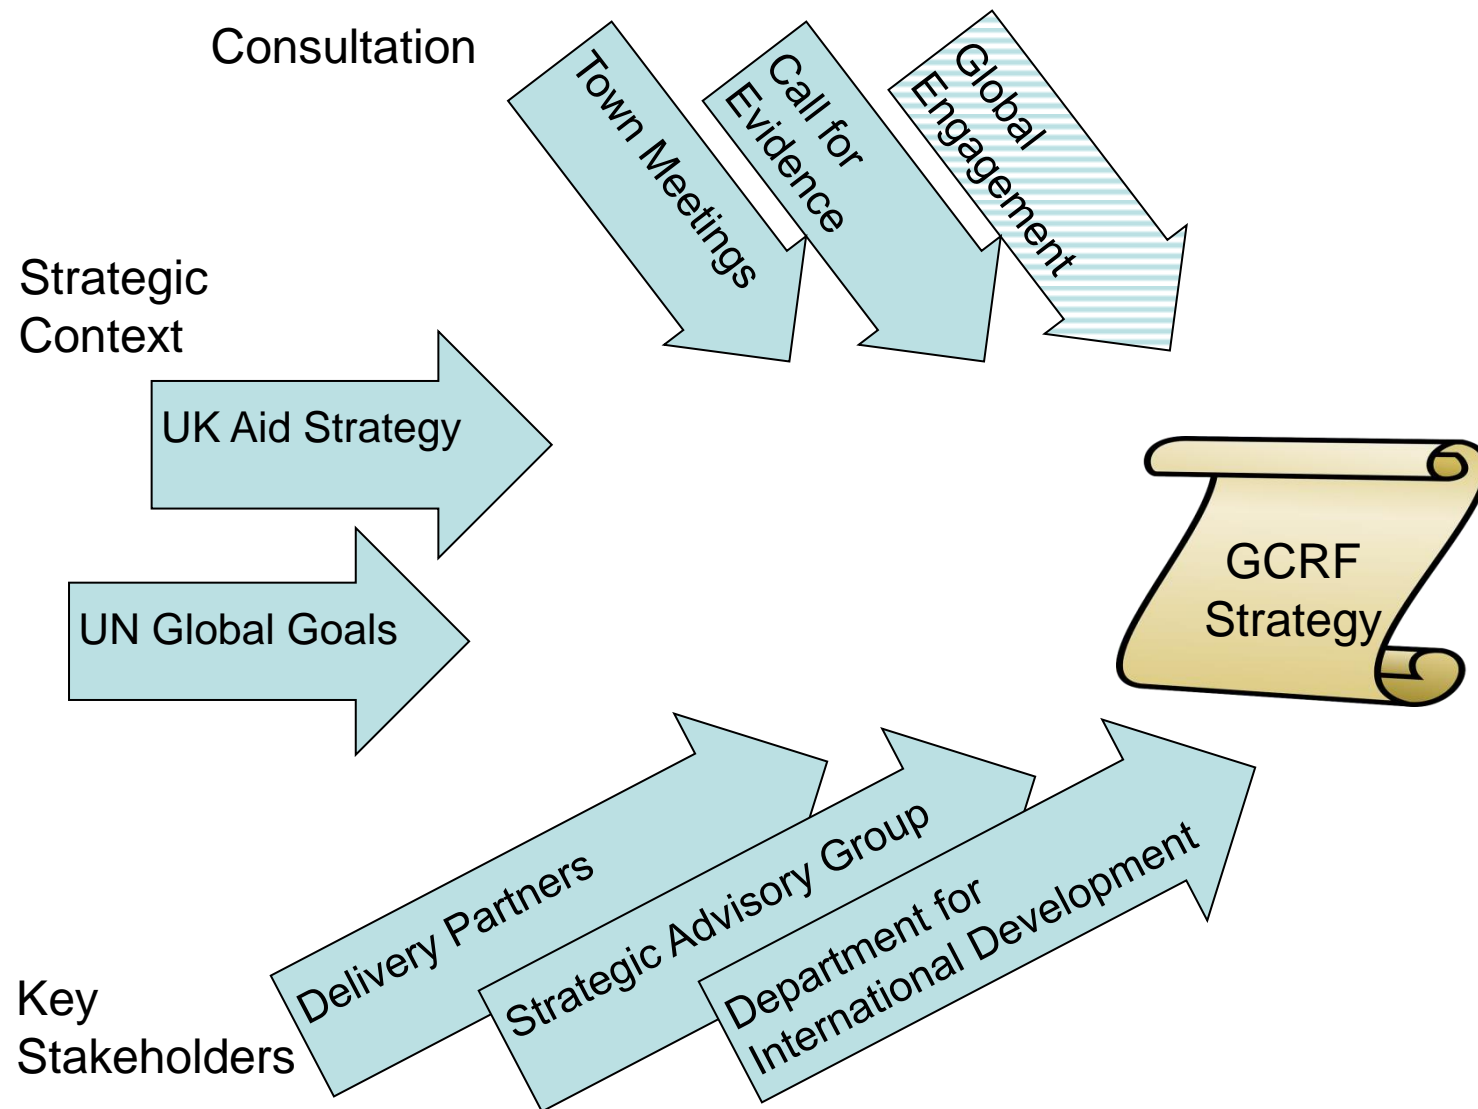 Consultation
Town Meetings
Call for
Evidence
Global
Engagement
Strategic
Context
UK Aid Strategy
UN Global Goals
GCRF
Strategy
Key
Stakeholders
Delivery Partners
Strategic Advisory Group
Department for
International Development